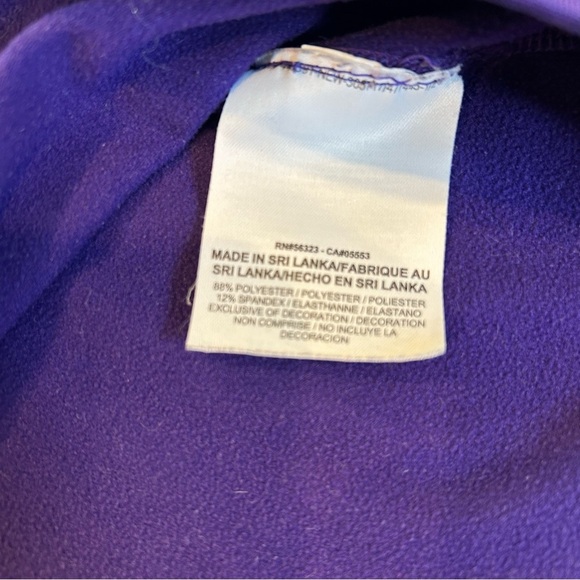 RN#56323 - CA#05553
MADE IN SRI LANKA/FABRIQUE AU
SRI LANKA/HECHO EN SRI LANKA
88% POLYESTER / POLYESTER / POLIESTER
12% SPANDEX / ELASTHANNE / ELASTANO
EXCLUSIVE OF DECORATION / DECORATION
NON COMPRISE / NO INCLUYE LA
DECORACION